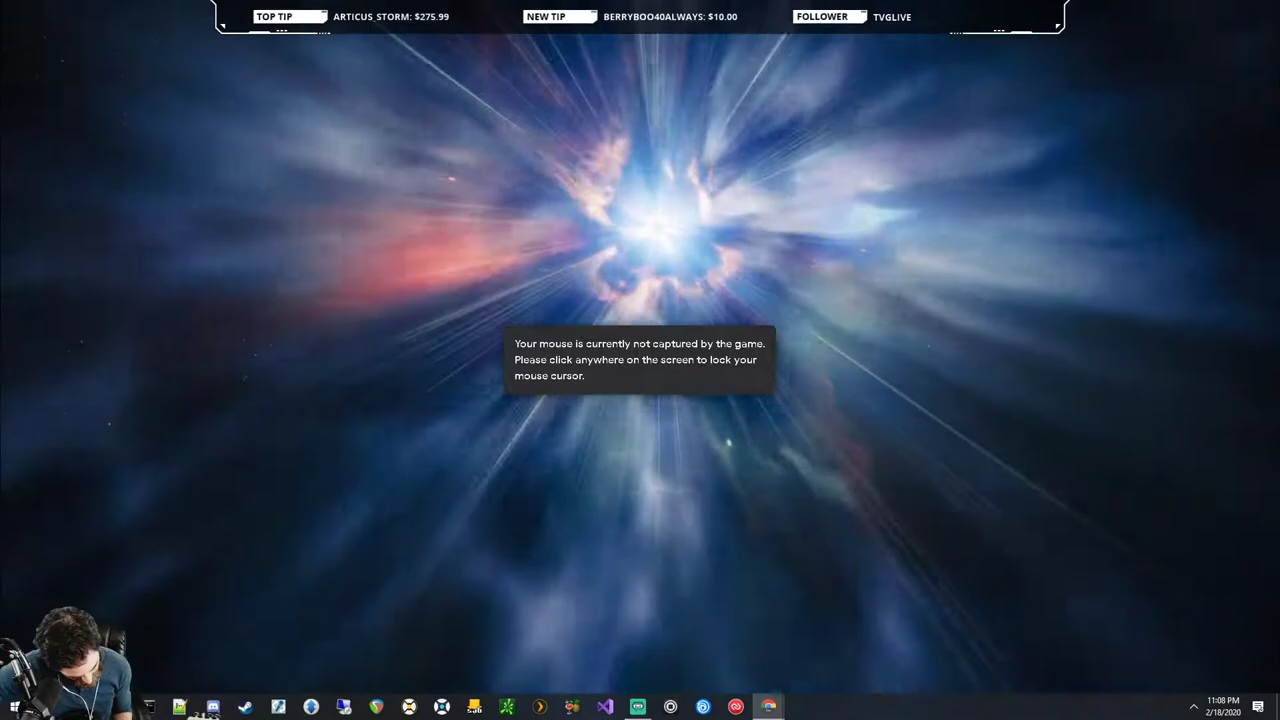 TOP TIP ARTICUS_STORM: $275.99 NEW TIP BERRYBOO40ALWAYS: $10.00 FOLLOWER TVGLIVE
Your mouse is currently not captured by the game.
Please click anywhere on the screen to lock your
mouse cursor.
11:08 PM
2/18/2020